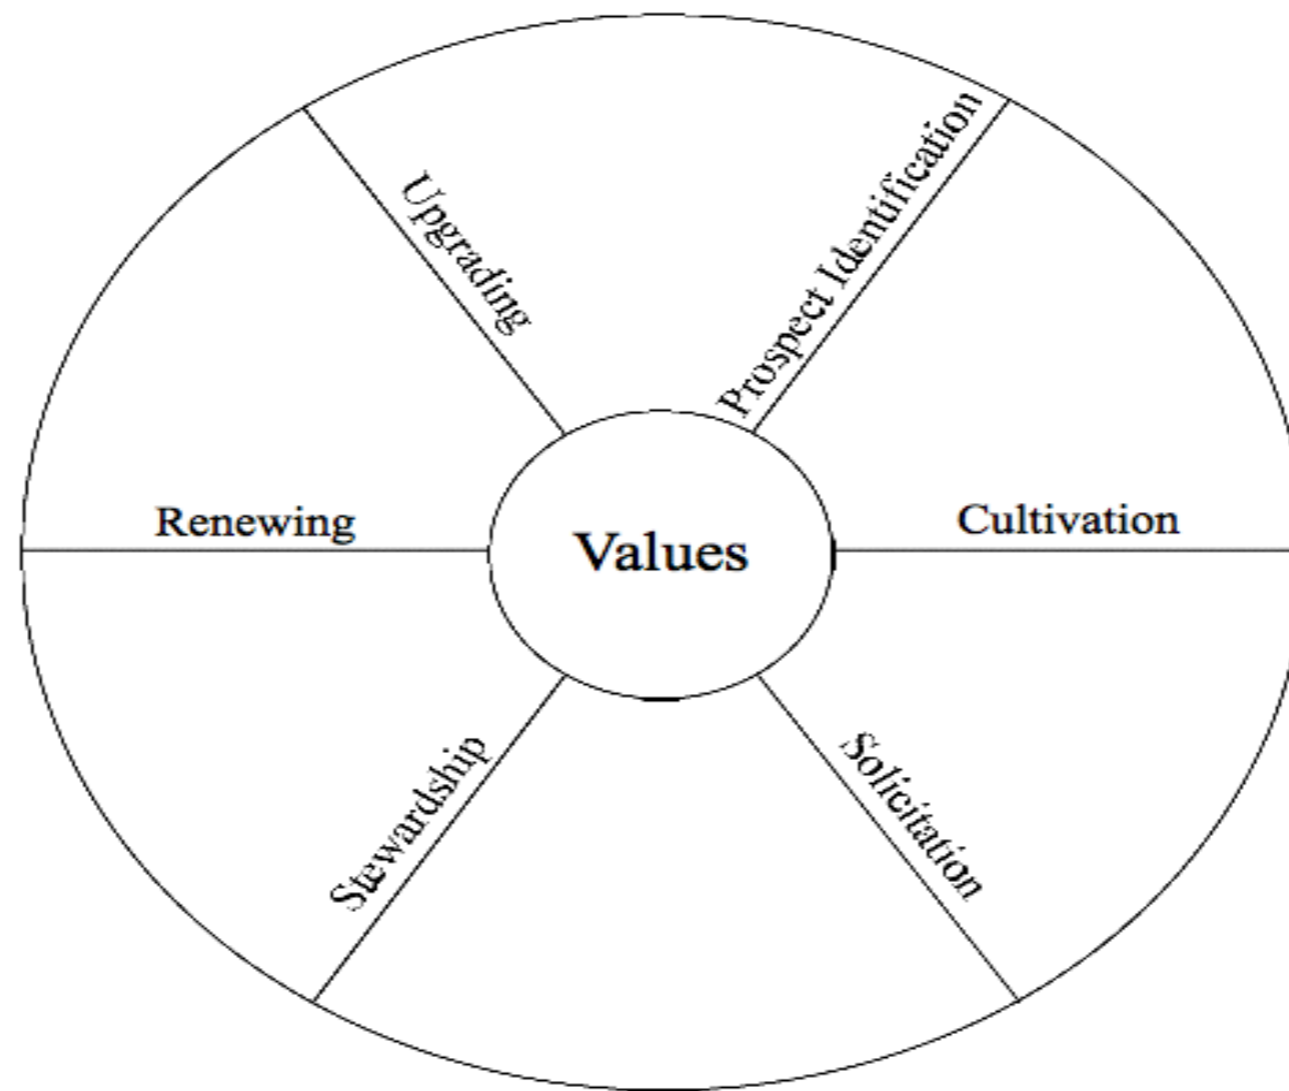 Upgrading
Prospect Identification
Renewing
Values
Cultivation
Stewardship
Solicitation